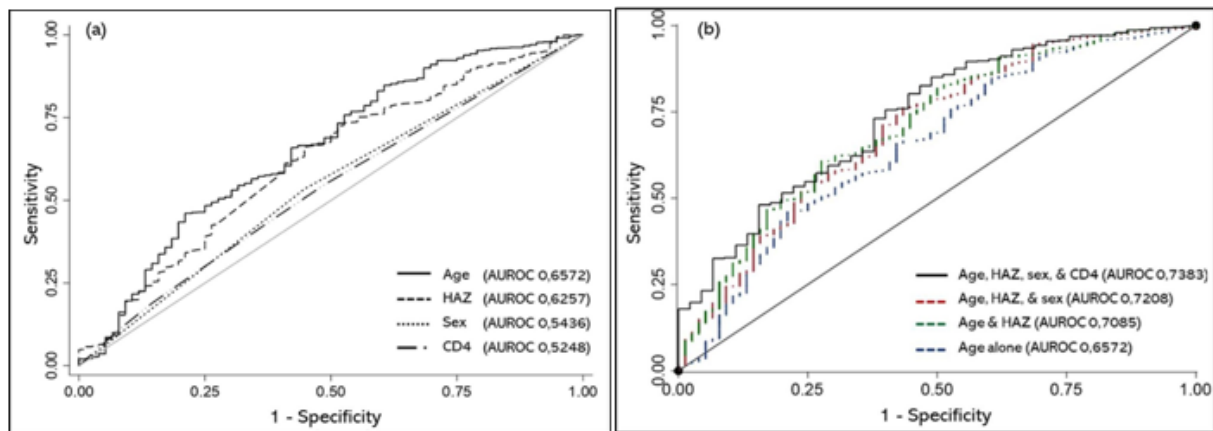 (a)
Sensitivity
1.00
0.75
0.50
0.25
0.00
Age (AUROC 0,6572)
HAZ (AUROC 0,6257)
Sex (AUROC 0,5436)
CD4 (AUROC 0,5248)
0.00 0.25 0.50 0.75 1.00
1 - Specificity
(b)
Sensitivity
1.00
0.75
0.50
0.25
0.00
Age, HAZ, sex, & CD4 (AUROC 0,7383)
Age, HAZ, & sex (AUROC 0,7208)
Age & HAZ (AUROC 0,7085)
Age alone (AUROC 0,6572)
0.00 0.25 0.50 0.75 1.00
1 - Specificity